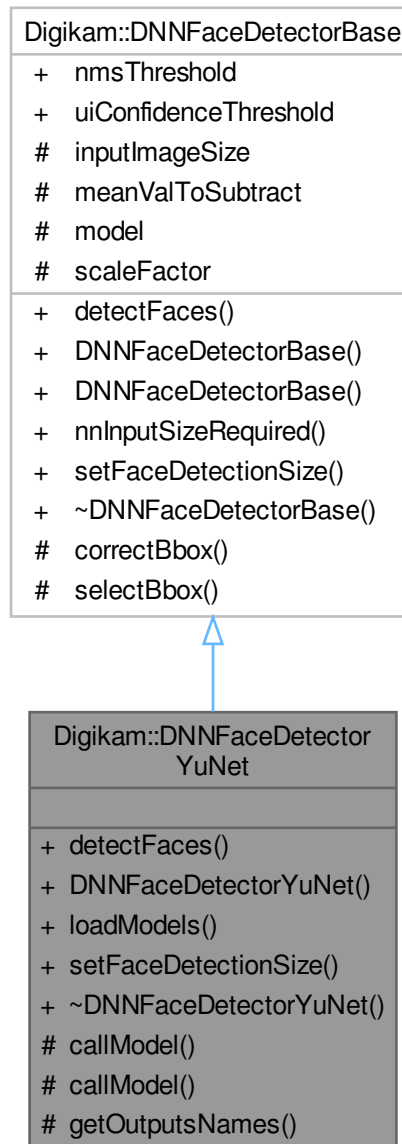 Digikam::DNNFaceDetectorBase
+ nmsThreshold
+ uiConfidenceThreshold
# inputImageSize
# meanValToSubtract
# model
# scaleFactor
+ detectFaces()
+ DNNFaceDetectorBase()
+ DNNFaceDetectorBase()
+ nnInputSizeRequired()
+ setFaceDetectionSize()
+ ~DNNFaceDetectorBase()
# correctBbox()
# selectBbox()
Digikam::DNNFaceDetector
YuNet
+ detectFaces()
+ DNNFaceDetectorYuNet()
+ loadModels()
+ setFaceDetectionSize()
+ ~DNNFaceDetectorYuNet()
# callModel()
# callModel()
# getOutputsNames()